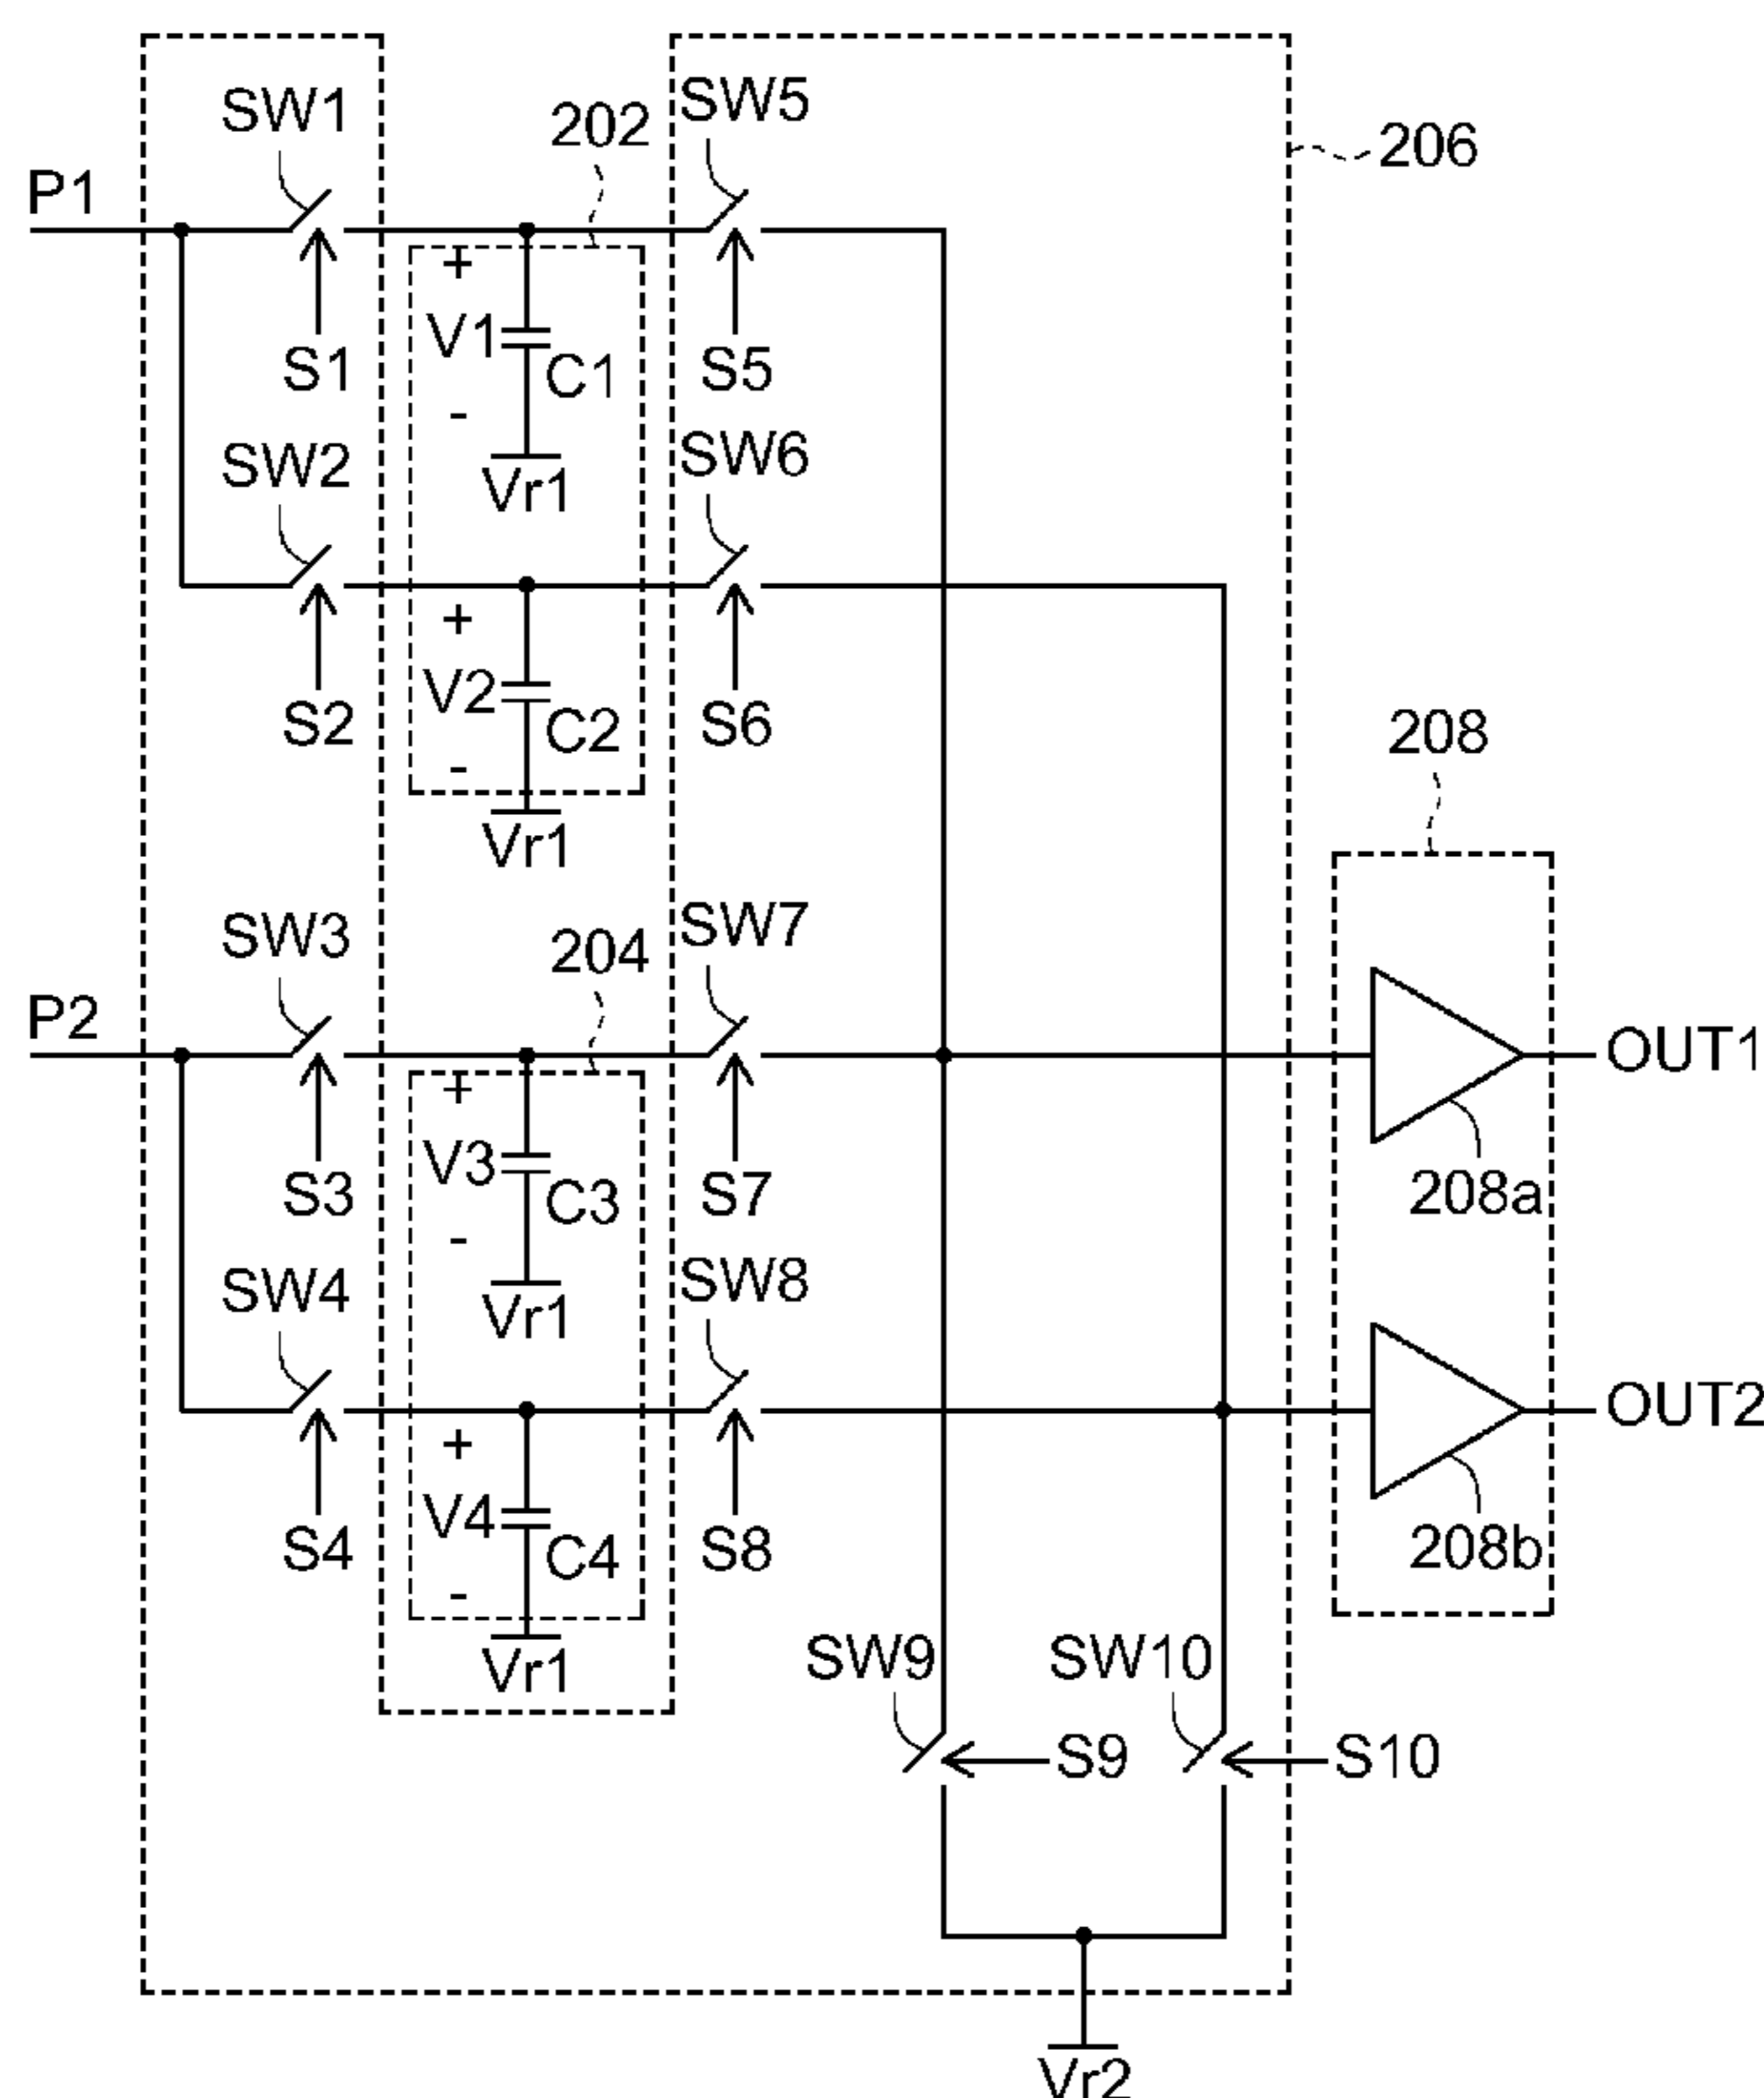 SW1
202
SW5
206
P1
+
V1
C1
-
S1
S5
Vr1
SW2
SW6
+
V2
C2
-
S2
S6
Vr1
208
SW3
204
SW7
P2
+
V3
C3
-
S3
S7
Vr1
OUT1
208a
SW4
SW8
+
V4
C4
-
S4
S8
Vr1
OUT2
208b
SW9
SW10
S9
S10
Vr2